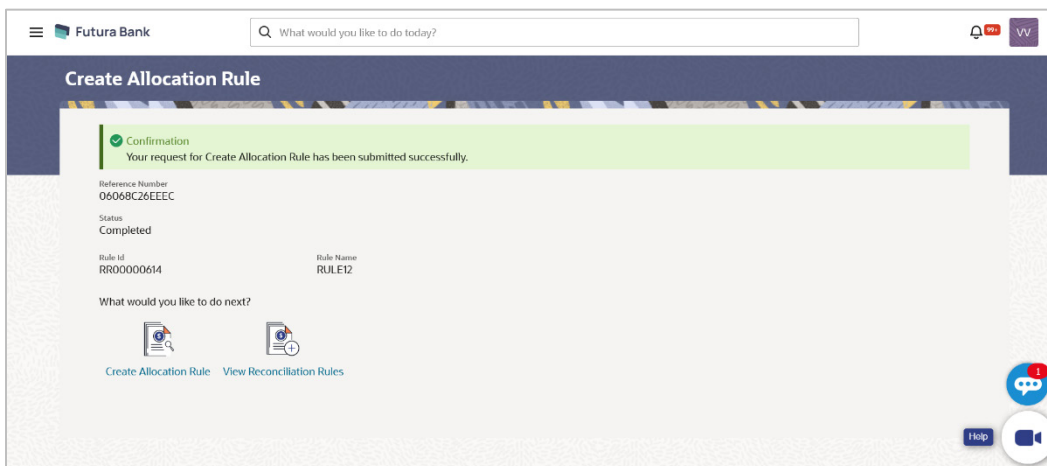 Futura Bank
What would you like to do today?
99+
VV
Create Allocation Rule
Confirmation
Your request for Create Allocation Rule has been submitted successfully.
Reference Number
06068C26EEEC
Status
Completed
Rule Id Rule Name
RR00000614 RULE12
What would you like to do next?
Create Allocation Rule View Reconciliation Rules
1
Help